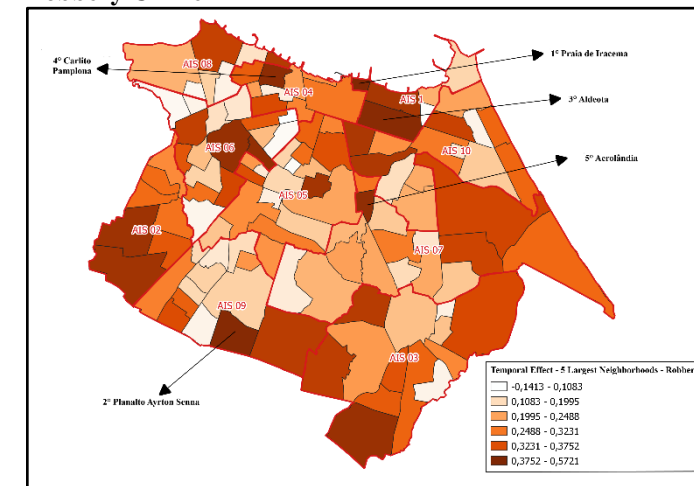 4° Carlito
Pamplona
1° Praia de Iracema
3° Aldeota
5° Aerolândia
2° Planalto Ayrton Senna
AIS 08
AIS 04
AIS 1
AIS 06
AIS 10
AIS 05
AIS 02
AIS 07
AIS 09
AIS 03
Temporal Effect - 5 Largest Neighborhoods - Robber
-0,1413 - 0,1083
0,1083 - 0,1995
0,1995 - 0,2488
0,2488 - 0,3231
0,3231 - 0,3752
0,3752 - 0,5721